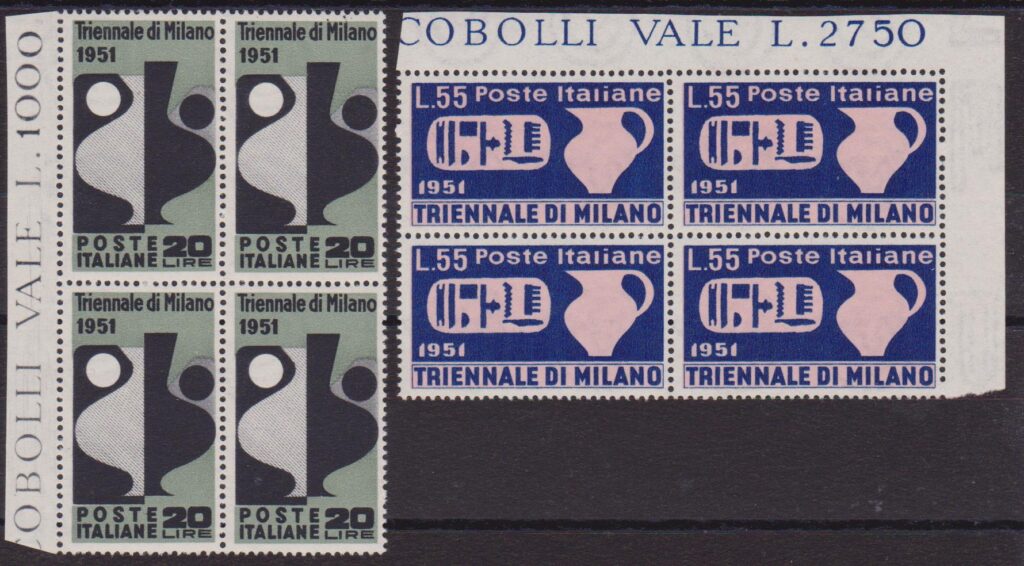 COBOLLI VALE L. 1000
Triennale di Milano
1951
POSTE
ITALIANE
20
LIRE
Triennale di Milano
1951
POSTE
ITALIANE
20
LIRE
Triennale di Milano
1951
POSTE
ITALIANE
20
LIRE
Triennale di Milano
1951
POSTE
ITALIANE
20
LIRE
COBOLLI VALE L. 2750
L.55 Poste Italiane
1951
TRIENNALE DI MILANO
L.55 Poste Italiane
1951
TRIENNALE DI MILANO
L.55 Poste Italiane
1951
TRIENNALE DI MILANO
L.55 Poste Italiane
1951
TRIENNALE DI MILANO